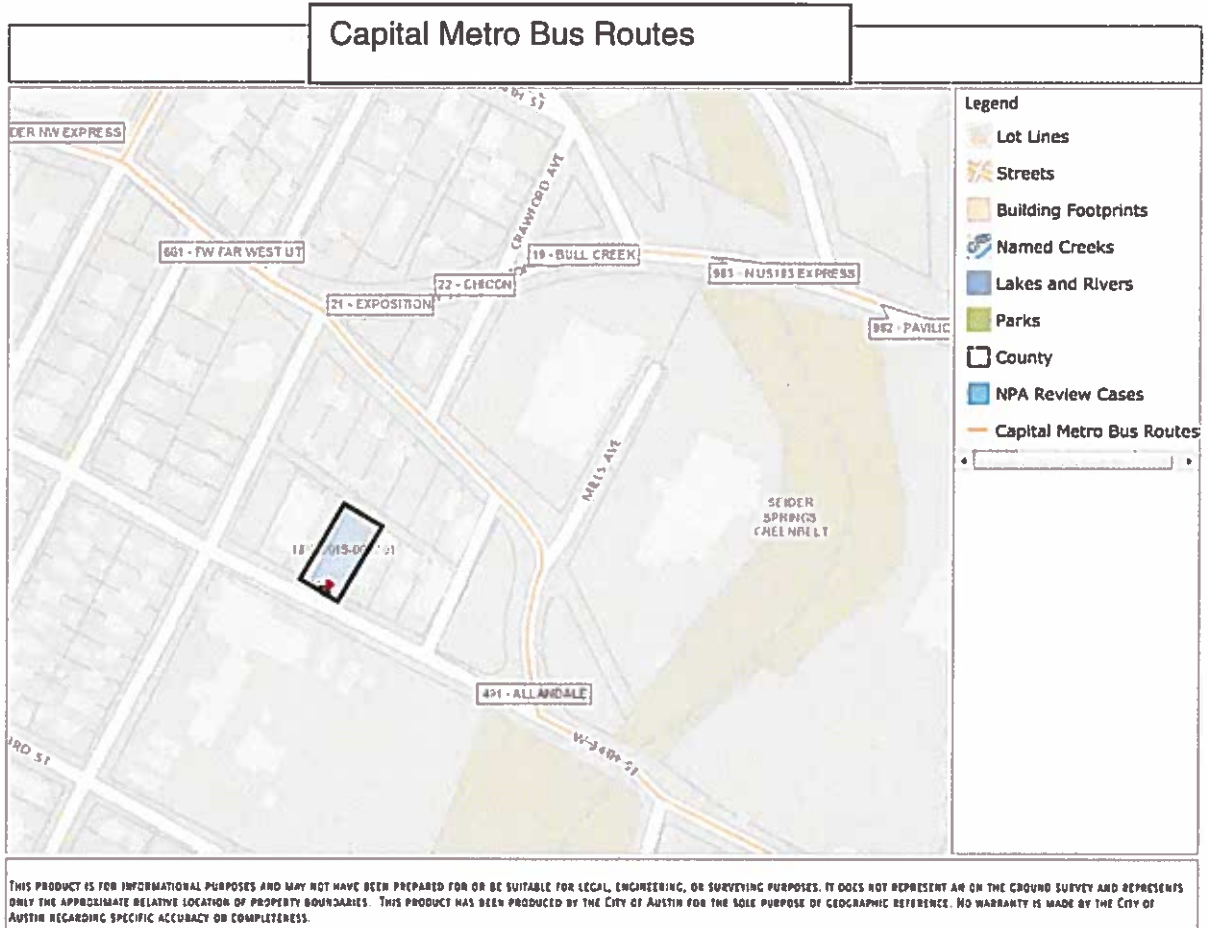 Capital Metro Bus Routes
Legend
Lot Lines
Streets
Building Footprints
Named Creeks
Lakes and Rivers
Parks
County
NPA Review Cases
Capital Metro Bus Routes
DER NW EXPRESS
CRAWFORD AVE
661 - FW FAR WEST UT
19 - BULL CREEK
22 - CHICON
21 - EXPOSITION
983 - N US183 EXPRESS
982 - PAVILIC
MILLS AVE
SEIDER
SPRINGS
GREENBELT
491 - ALLANDALE
W 34TH ST
3RD ST
THIS PRODUCT IS FOR INFORMATIONAL PURPOSES AND MAY NOT HAVE BEEN PREPARED FOR OR BE SUITABLE FOR LEGAL, ENGINEERING, OR SURVEYING PURPOSES. IT DOES NOT REPRESENT AN ON THE GROUND SURVEY AND REPRESENTS
ONLY THE APPROXIMATE RELATIVE LOCATION OF PROPERTY BOUNDARIES. THIS PRODUCT HAS BEEN PRODUCED BY THE CITY OF AUSTIN FOR THE SOLE PURPOSE OF GEOGRAPHIC REFERENCE. NO WARRANTY IS MADE BY THE CITY OF
AUSTIN REGARDING SPECIFIC ACCURACY OR COMPLETENESS.